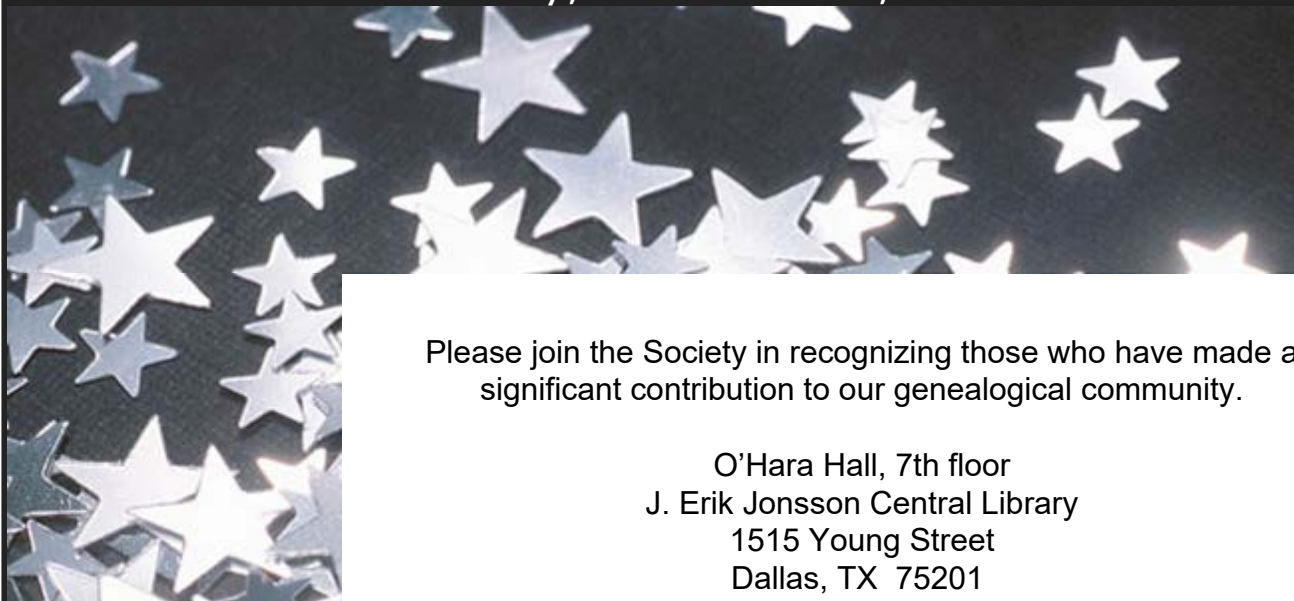 Please join the Society in recognizing those who have made a
significant contribution to our genealogical community.
O’Hara Hall, 7th floor
J. Erik Jonsson Central Library
1515 Young Street
Dallas, TX  75201